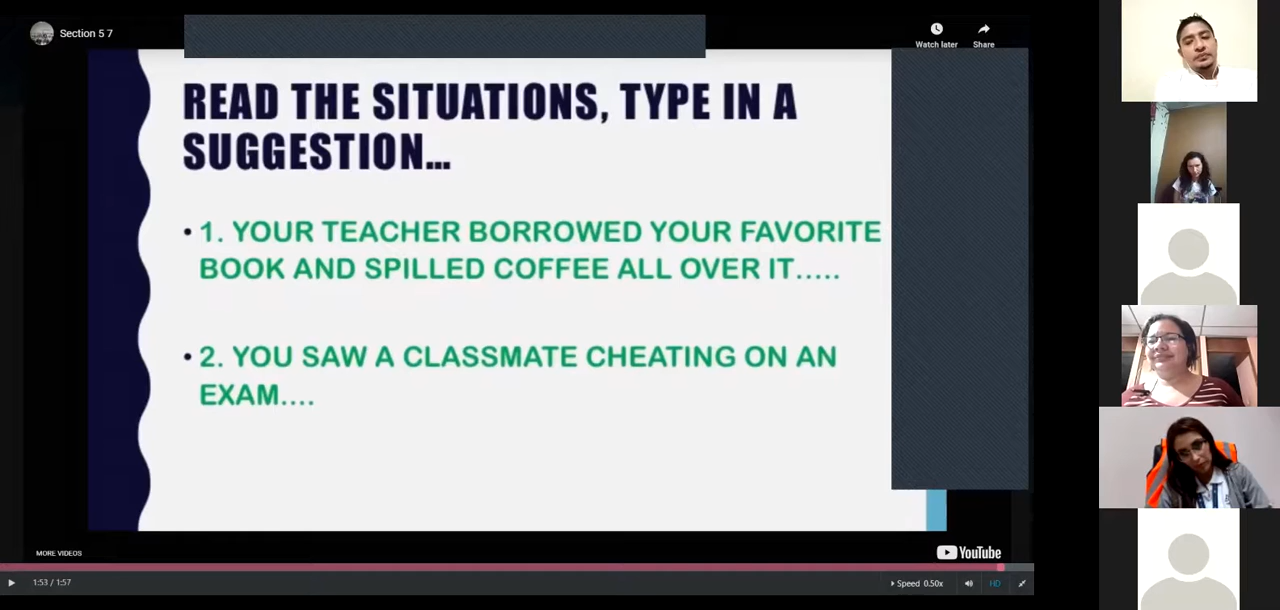 Section 5 7
Watch later
Share
READ THE SITUATIONS, TYPE IN A
SUGGESTION...
• 1. YOUR TEACHER BORROWED YOUR FAVORITE
BOOK AND SPILLED COFFEE ALL OVER IT.....
• 2. YOU SAW A CLASSMATE CHEATING ON AN
EXAM....
MORE VIDEOS
YouTube
1:53 / 1:57
Speed 0.50x
HD